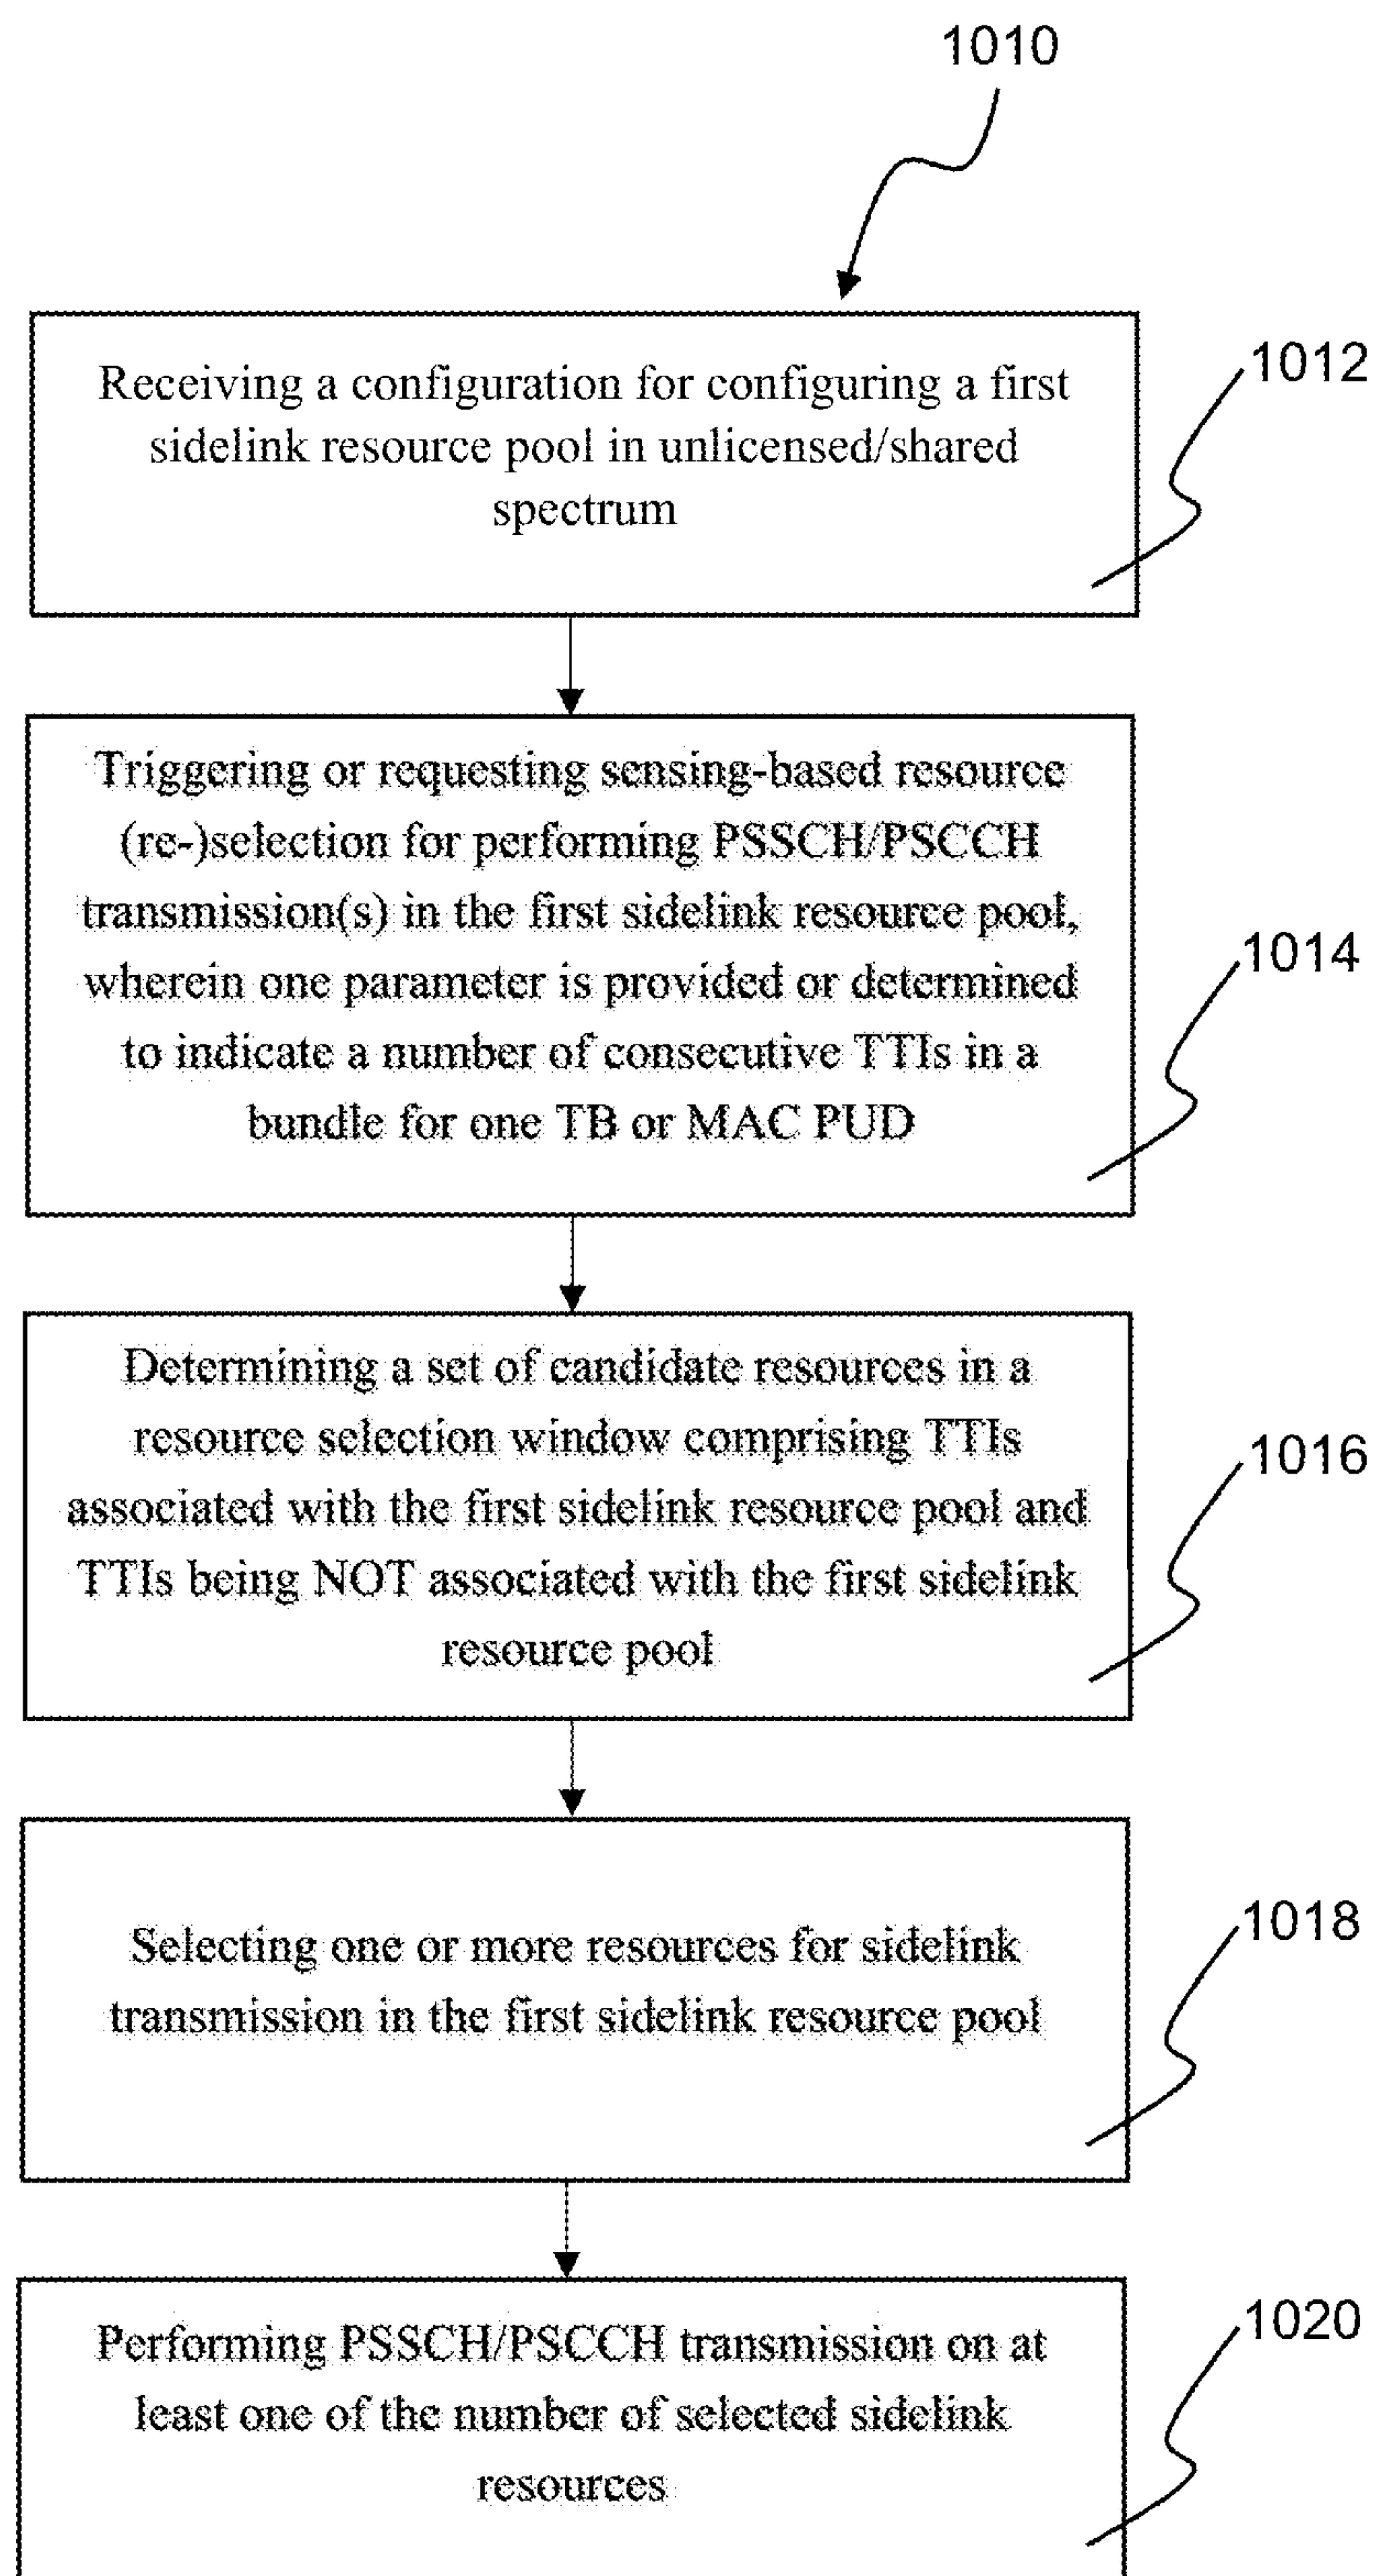 1010
Receiving a configuration for configuring a first
sidelink resource pool in unlicensed/shared
spectrum
1012
Triggering or requesting sensing-based resource
(re-)selection for performing PSSCH/PSCCH
transmission(s) in the first sidelink resource pool,
wherein one parameter is provided or determined
to indicate a number of consecutive TTIs in a
bundle for one TB or MAC PUD
1014
Determining a set of candidate resources in a
resource selection window comprising TTIs
associated with the first sidelink resource pool and
TTIs being NOT associated with the first sidelink
resource pool
1016
Selecting one or more resources for sidelink
transmission in the first sidelink resource pool
1018
Performing PSSCH/PSCCH transmission on at
least one of the number of selected sidelink
resources
1020